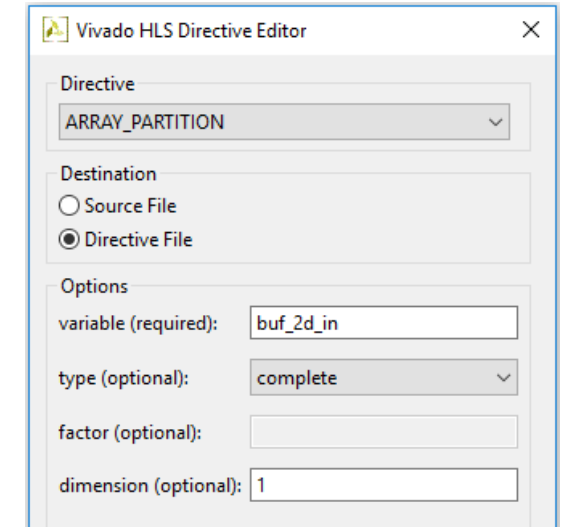 Vivado HLS Directive Editor
Directive
ARRAY_PARTITION
Destination
Source File
Directive File
Options
variable (required): buf_2d_in
type (optional): complete
factor (optional):
dimension (optional): 1